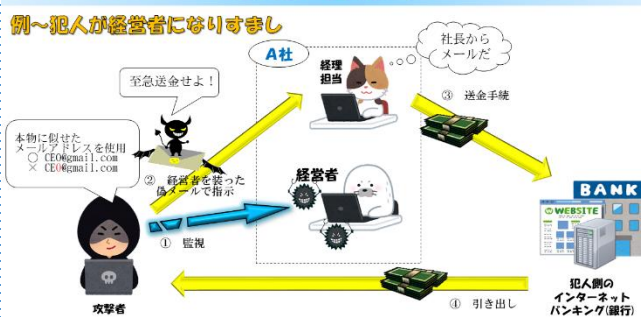 例～犯人が経営者になりすまし
A社
社長から
メールだ
経理
担当
至急送金せよ！
③ 送金手続
本物に似せた
メールアドレスを使用
○ CEO@gmail.com
× CE0@gmail.com
② 経営者を装った
偽メールで指示
経営者
BANK
WEBSITE
① 監視
攻撃者
④ 引き出し
犯人側の
インターネット
バンキング(銀行)